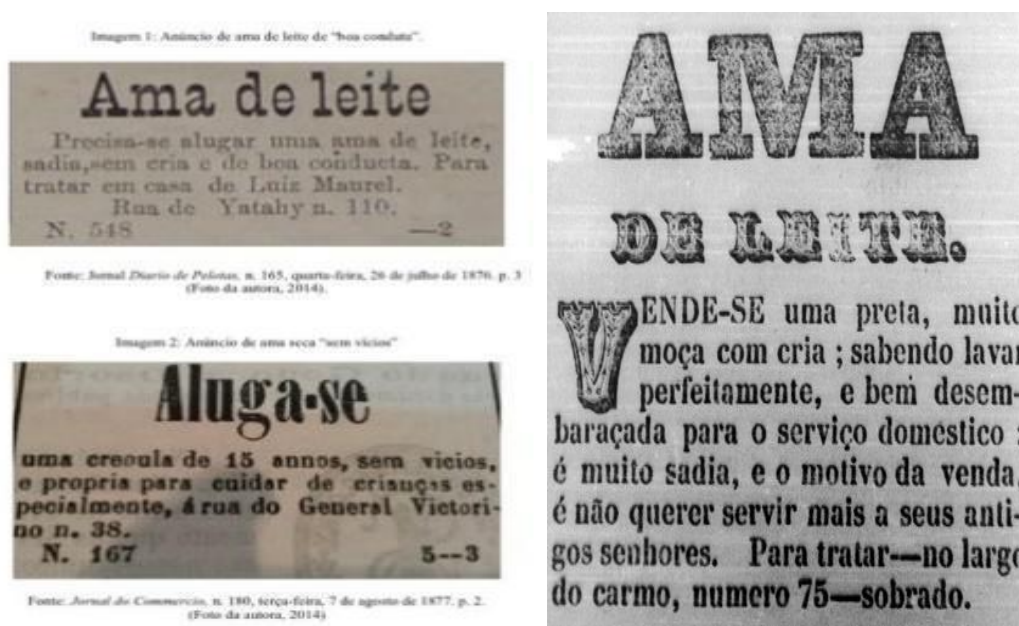 Imagem 1: Anúncio de ama de leite de "boa conduta".
Ama de leite
Precisa-se alugar uma ama de leite,
sadia,sem cria e de boa conducta. Para
tratar em casa de Luiz Maurel.
Rua de Yatahy n. 110.
N. 548 —2
Fonte: Jornal Diario de Pelotas, n. 165, quarta-feira, 26 de julho de 1876. p. 3
(Foto da autora, 2014).
Imagem 2: Anúncio de ama seca "sem vícios"
Aluga-se
uma creoula de 15 annos, sem vicios,
e propria para cuidar de crianças es-
pecialmente, á rua do General Victori-
no n. 38.
N. 167 5--3
Fonte: Jornal do Commercio, n. 180, terça-feira, 7 de agosto de 1877. p. 2.
(Foto da autora, 2014)
AMA
DE LEITE.
VENDE-SE uma preta, muito
moça com cria ; sabendo lavar
perfeitamente, e bem desem-
baraçada para o serviço domestico :
é muito sadia, e o motivo da venda,
é não querer servir mais a seus anti-
gos senhores. Para tratar—no largo
do carmo, numero 75—sobrado.